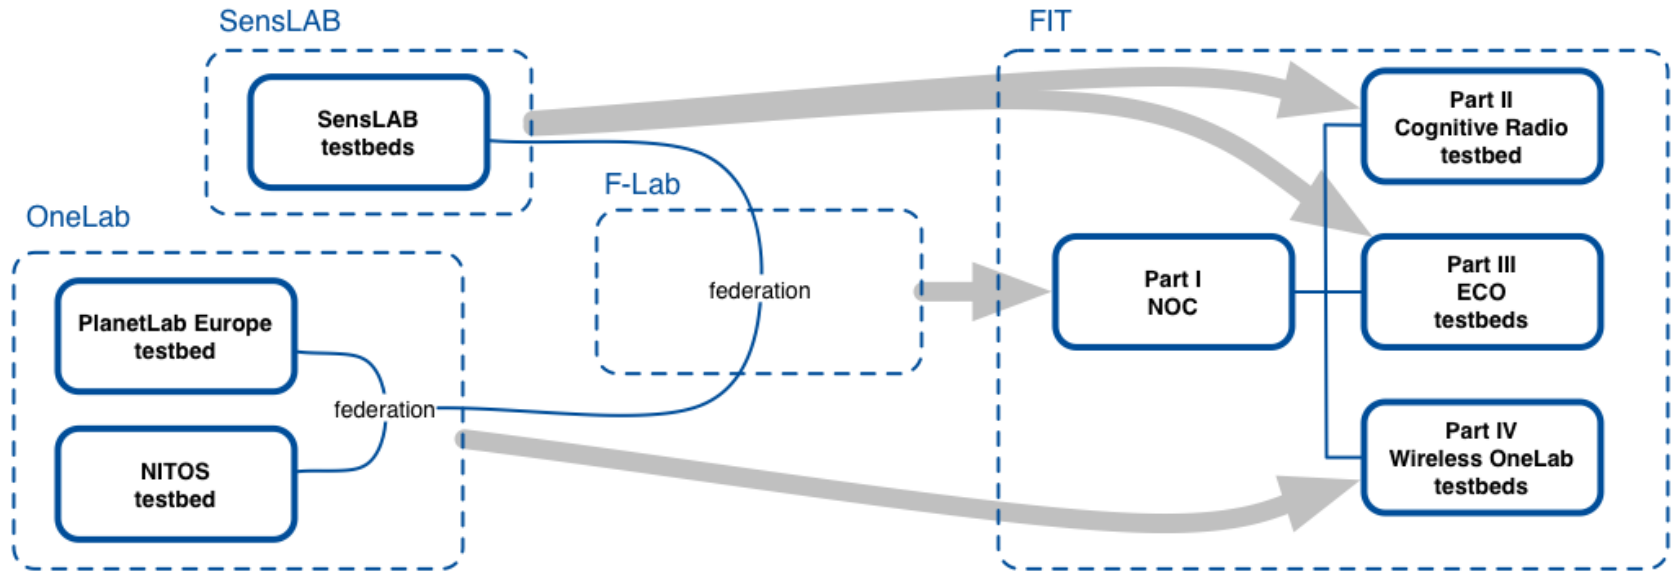 SensLAB
SensLAB
testbeds
OneLab
PlanetLab Europe
testbed
federation
NITOS
testbed
F-Lab
federation
FIT
Part I
NOC
Part II
Cognitive Radio
testbed
Part III
ECO
testbeds
Part IV
Wireless OneLab
testbeds